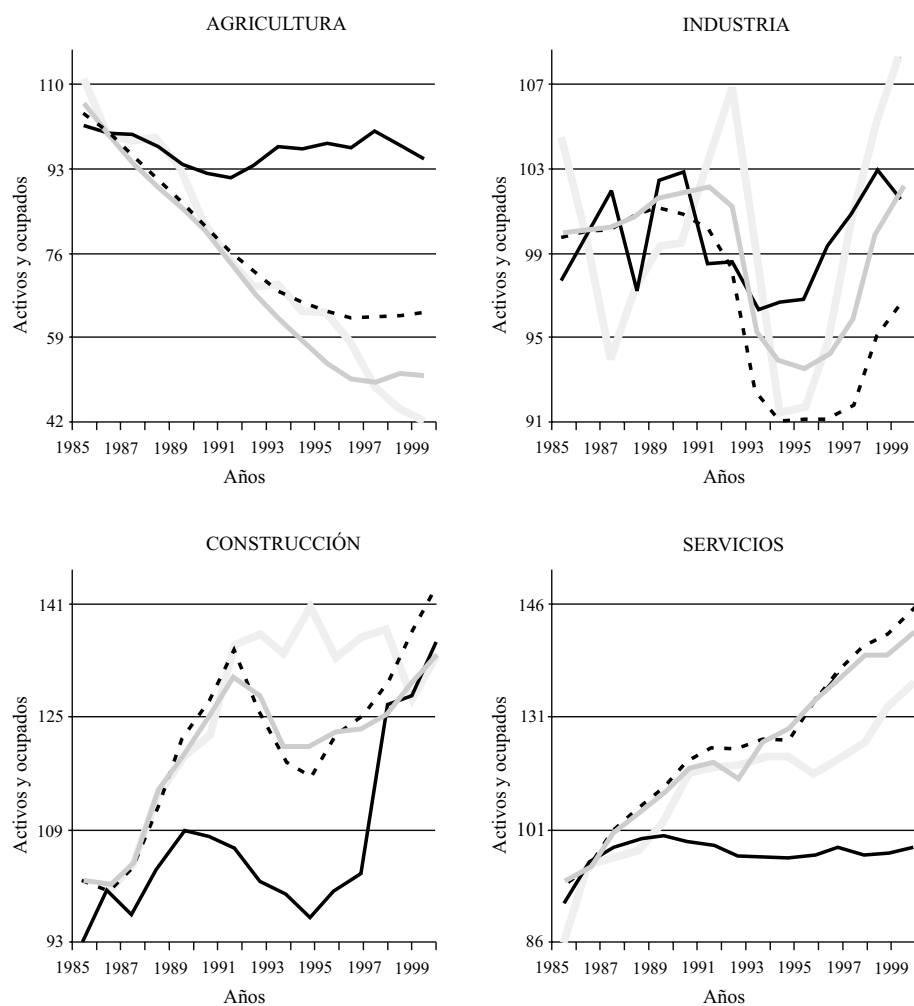 AGRICULTURA
Activos y ocupados
110
93
76
59
42
1985 1987 1989 1991 1993 1995 1997 1999
Años
INDUSTRIA
Activos y ocupados
107
103
99
95
91
1985 1987 1989 1991 1993 1995 1997 1999
Años
CONSTRUCCIÓN
Activos y ocupados
141
125
109
93
1985 1987 1989 1991 1993 1995 1997 1999
Años
SERVICIOS
Activos y ocupados
146
131
101
86
1985 1987 1989 1991 1993 1995 1997 1999
Años